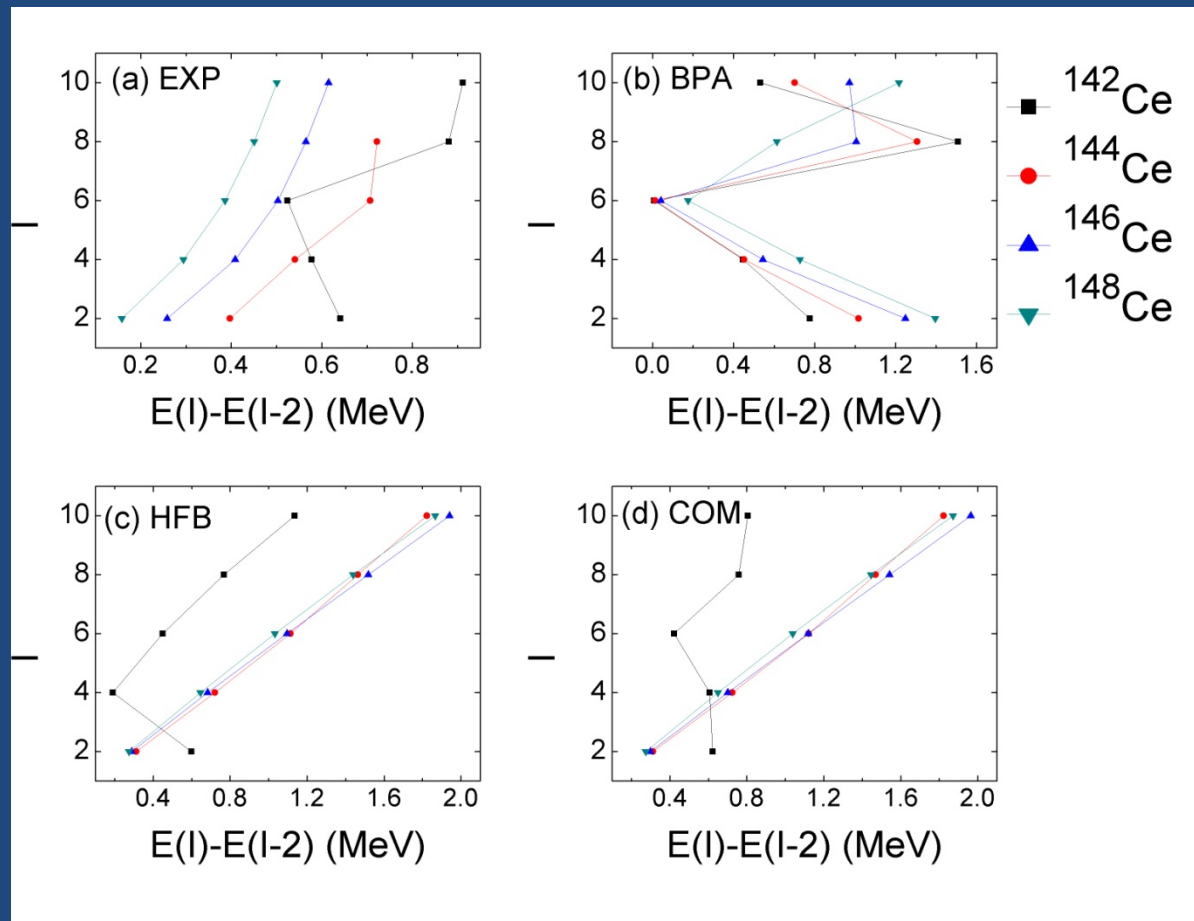 (a) EXP
10
8
6
4
2
I
0.2 0.4 0.6 0.8
E(I)-E(I-2) (MeV)
(b) BPA
10
8
6
4
2
I
0.0 0.4 0.8 1.2 1.6
E(I)-E(I-2) (MeV)
¹⁴²Ce
¹⁴⁴Ce
¹⁴⁶Ce
¹⁴⁸Ce
(c) HFB
10
8
6
4
2
I
0.4 0.8 1.2 1.6 2.0
E(I)-E(I-2) (MeV)
(d) COM
10
8
6
4
2
I
0.4 0.8 1.2 1.6 2.0
E(I)-E(I-2) (MeV)